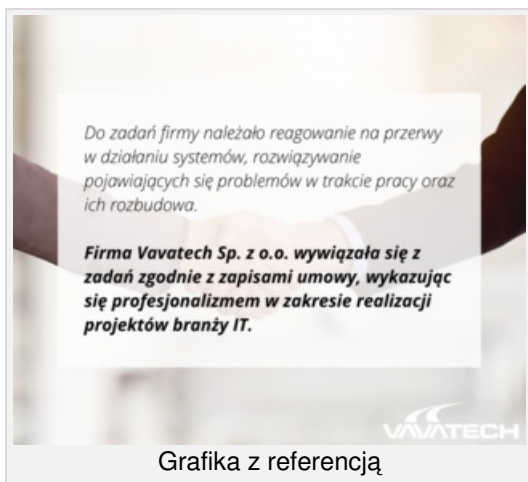 Do zadań firmy należało reagowanie na przerwy
w działaniu systemów, rozwiązywanie
pojawiających się problemów w trakcie pracy oraz
ich rozbudowa.
Firma Vavatech Sp. z o.o. wywiązała się z
zadań zgodnie z zapisami umowy, wykazując
się profesjonalizmem w zakresie realizacji
projektów branży IT.
VAVATECH
Grafika z referencją